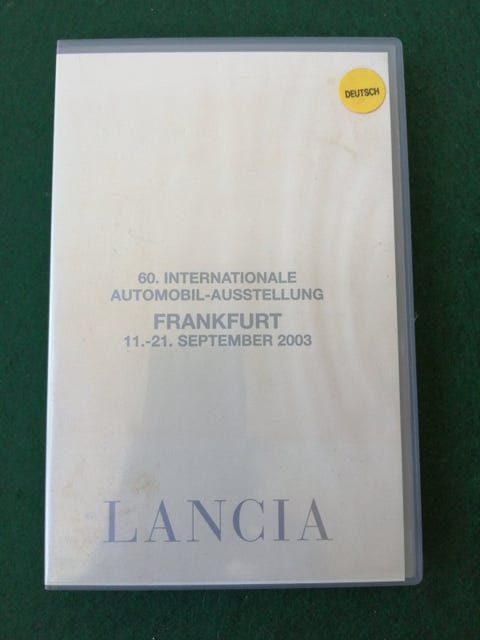 DEUTSCH
60. INTERNATIONALE
AUTOMOBIL-AUSSTELLUNG
FRANKFURT
11.-21. SEPTEMBER 2003
LANCIA